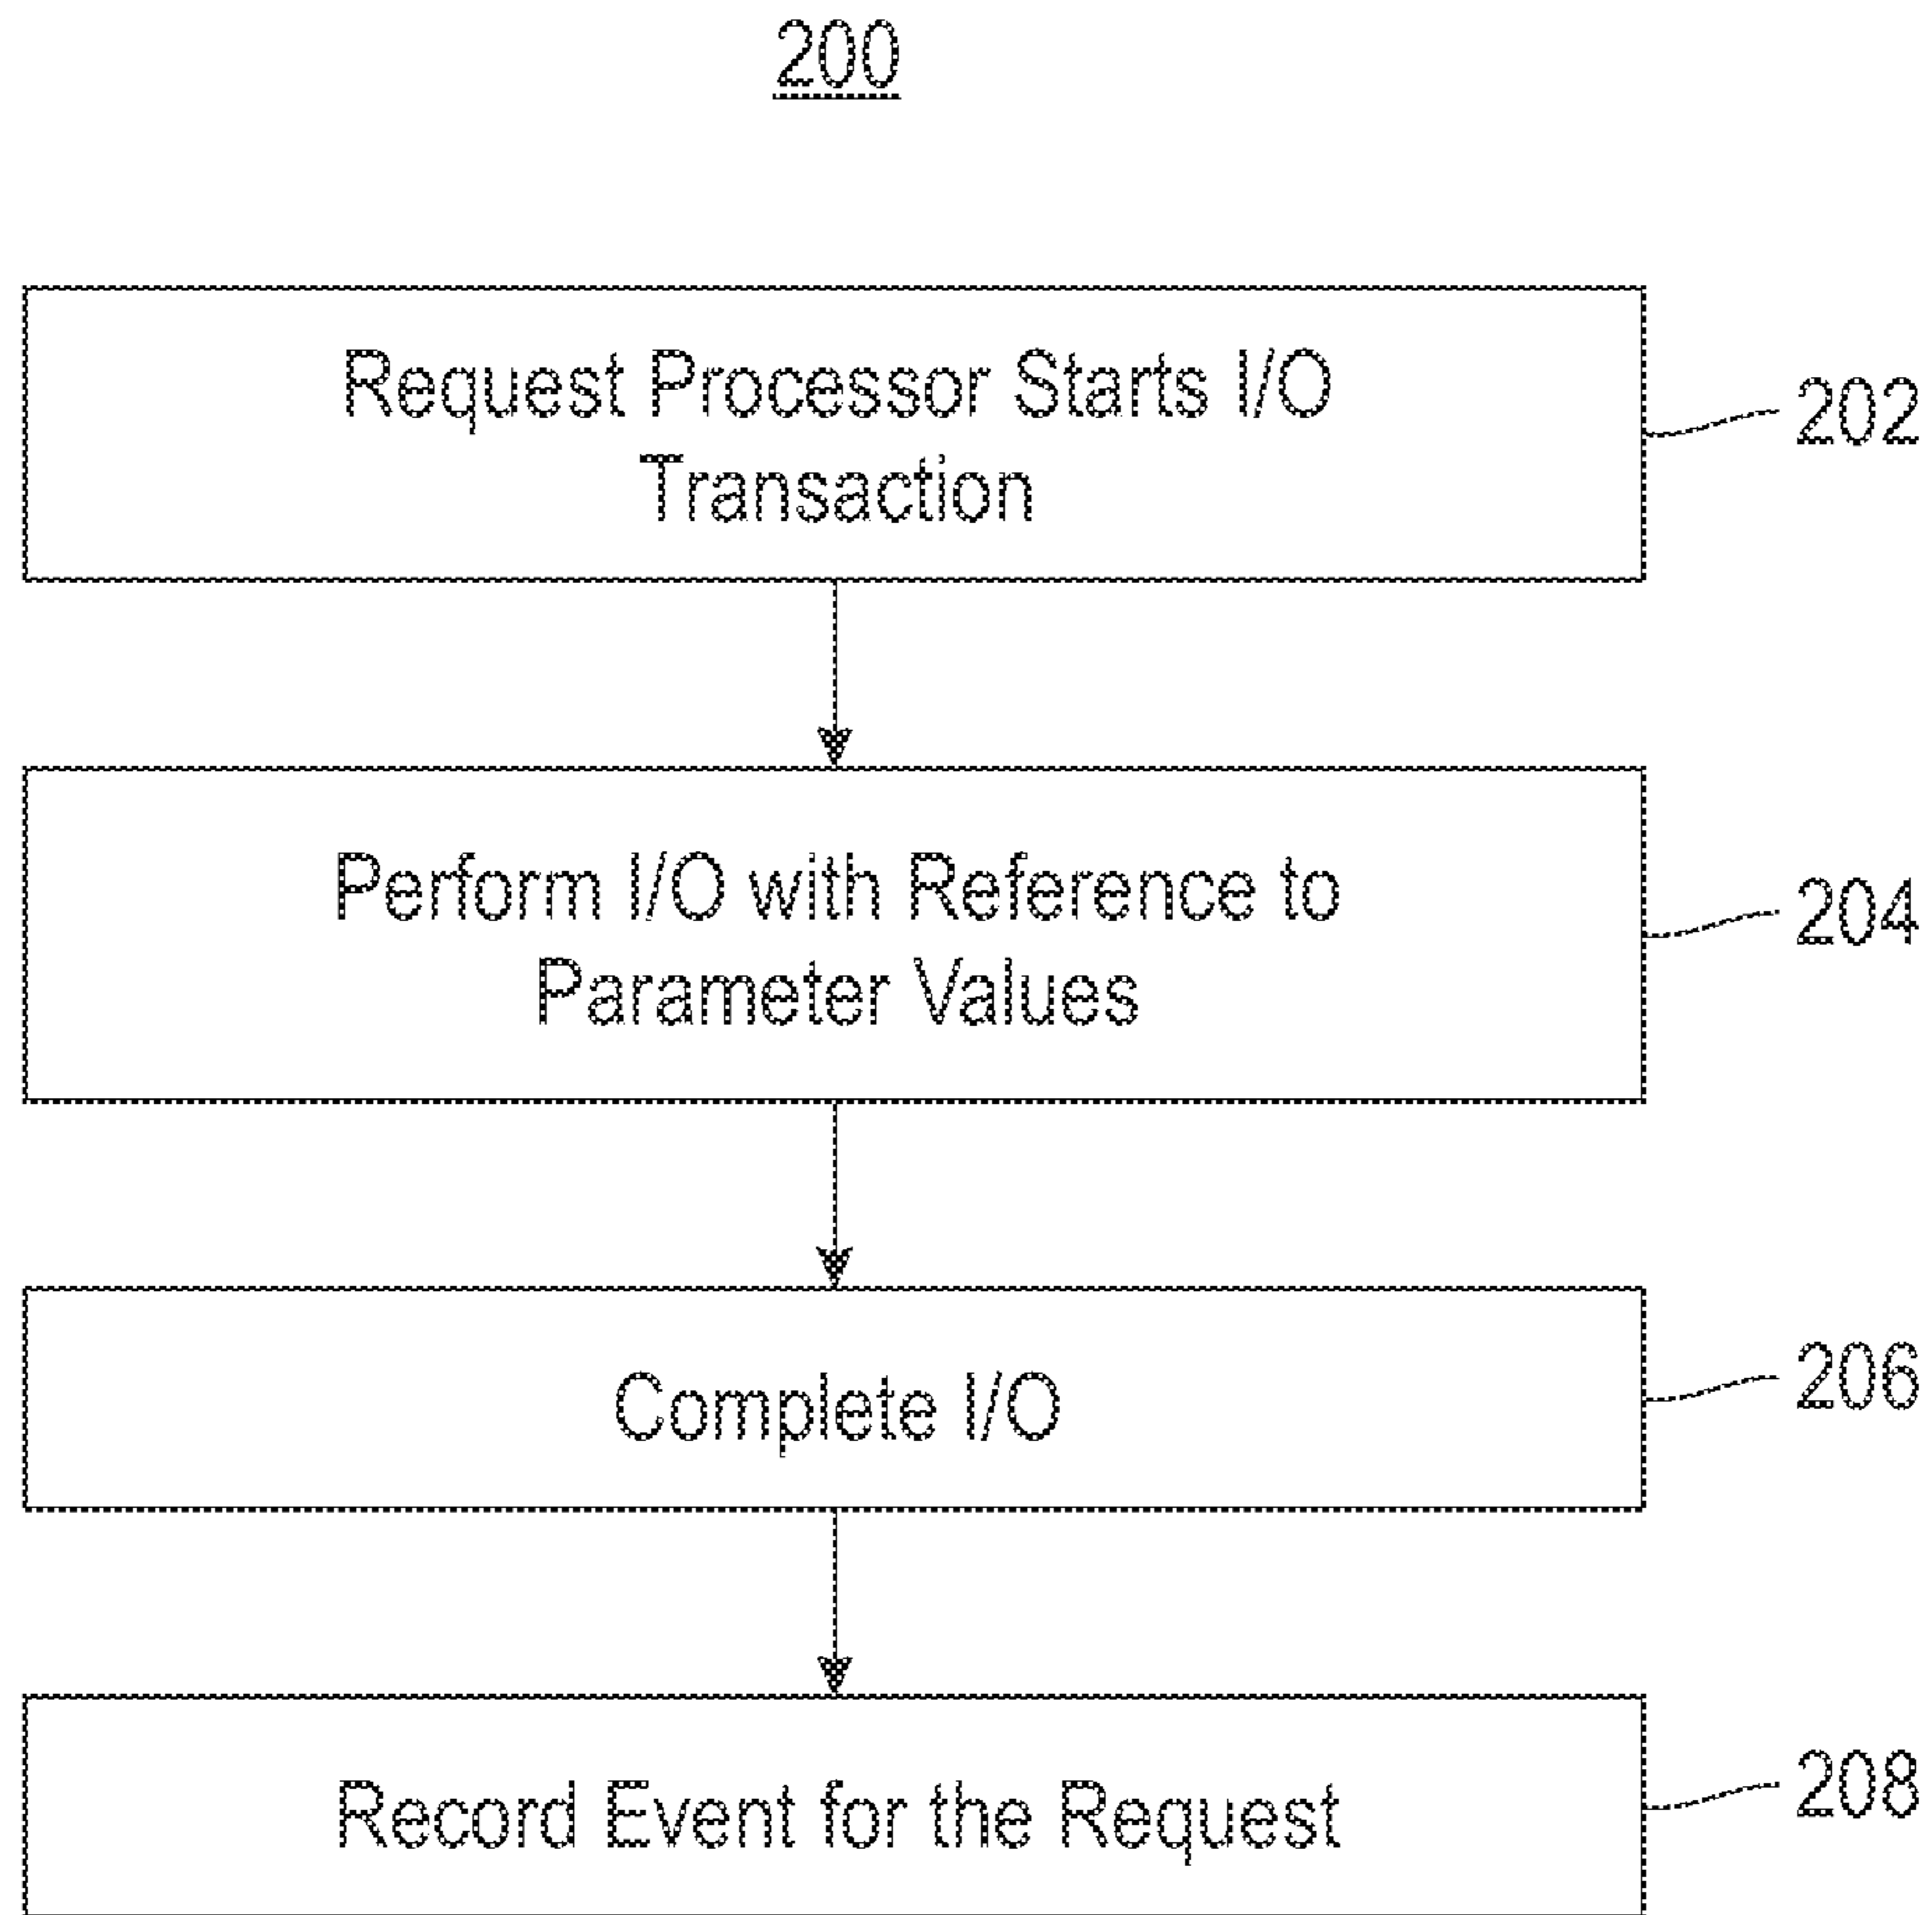 200
Request Processor Starts I/O
Transaction
202
Perform I/O with Reference to
Parameter Values
204
Complete I/O
206
Record Event for the Request
208